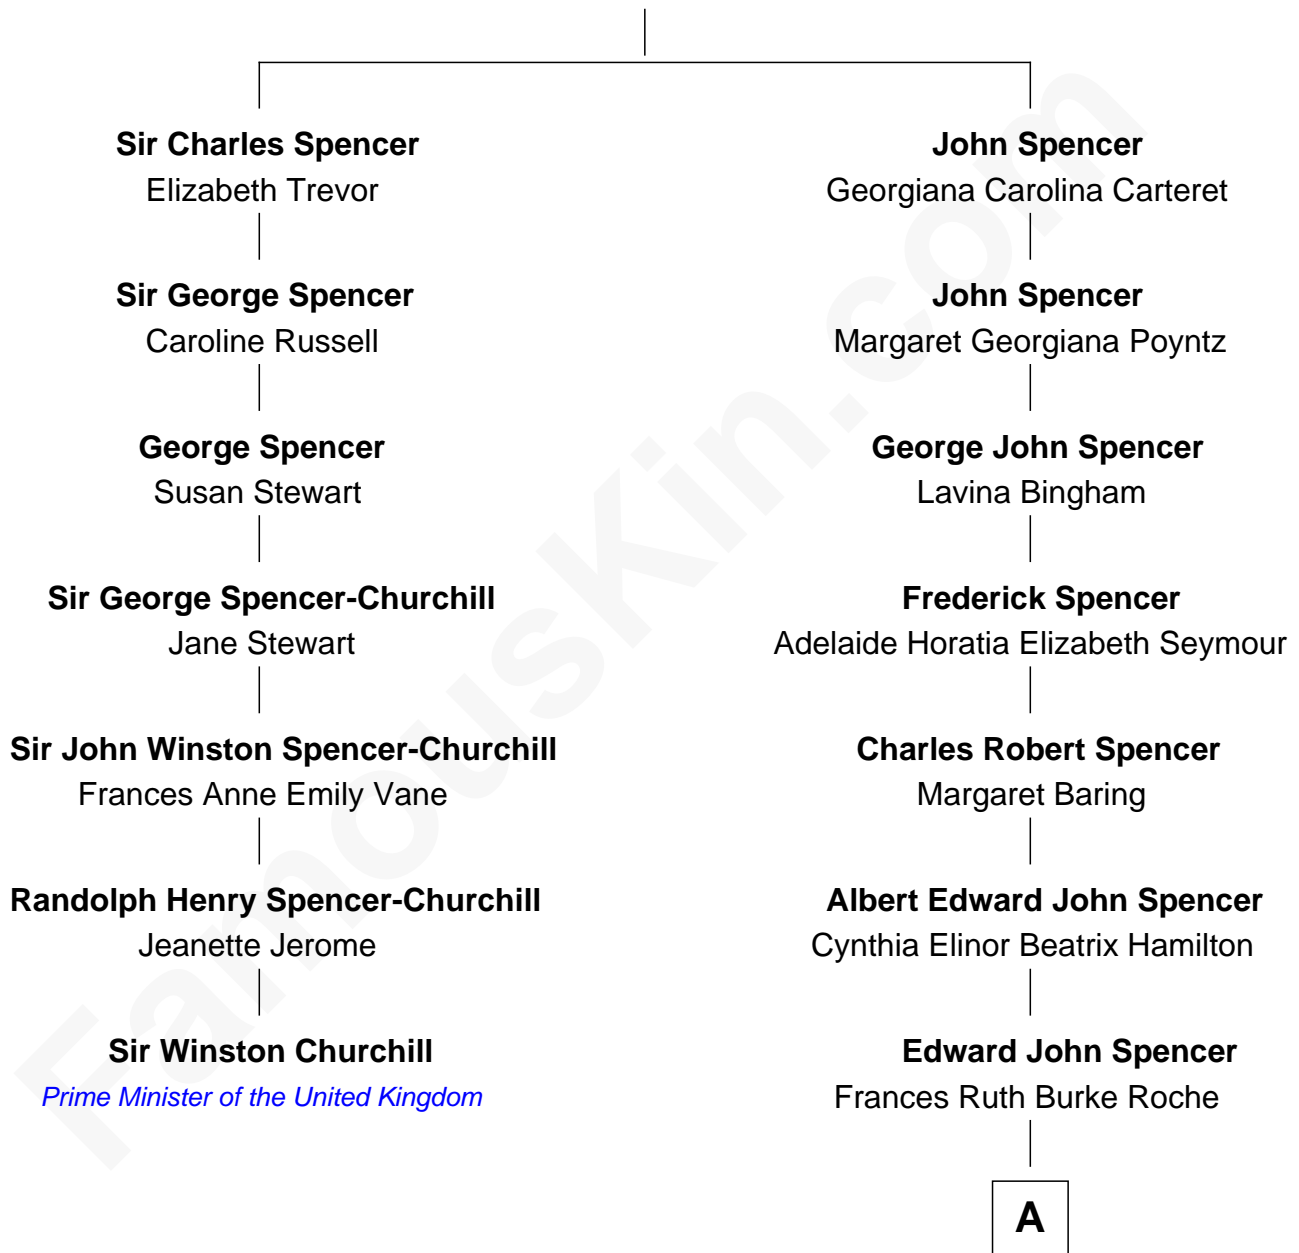 Sir Charles Spencer
Elizabeth Trevor
John Spencer
Georgiana Carolina Carteret
Sir George Spencer
Caroline Russell
John Spencer
Margaret Georgiana Poyntz
George Spencer
Susan Stewart
George John Spencer
Lavina Bingham
Sir George Spencer-Churchill
Jane Stewart
Frederick Spencer
Adelaide Horatia Elizabeth Seymour
Sir John Winston Spencer-Churchill
Frances Anne Emily Vane
Charles Robert Spencer
Margaret Baring
Randolph Henry Spencer-Churchill
Jeanette Jerome
Albert Edward John Spencer
Cynthia Elinor Beatrix Hamilton
Sir Winston Churchill
Prime Minister of the United Kingdom
Edward John Spencer
Frances Ruth Burke Roche
A
FamousKin.com